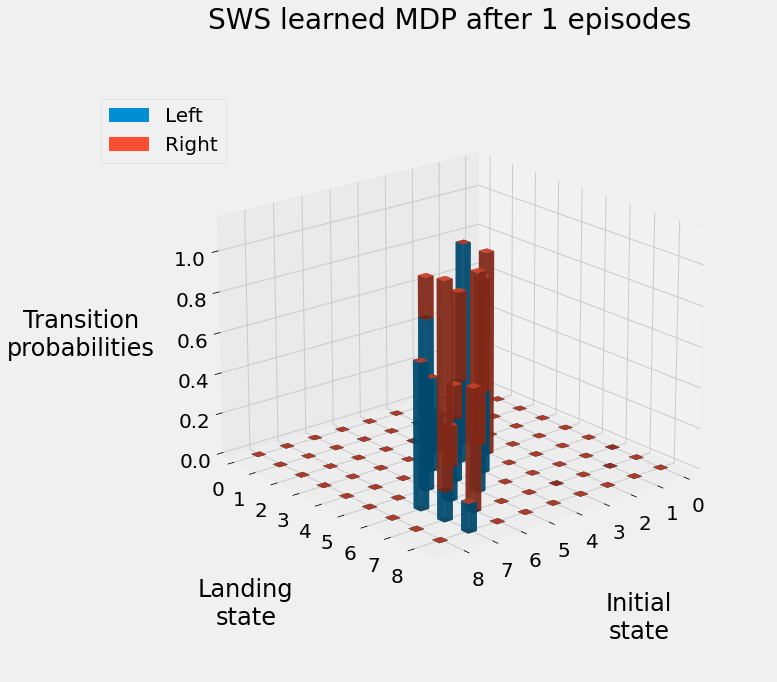 SWS learned MDP after 1 episodes
Left
Right
1.0
0.8
0.6
0.4
0.2
0.0
Transition
probabilities
0
1
2
3
4
5
6
7
8
Landing
state
8
7
6
5
4
3
2
1
0
Initial
state